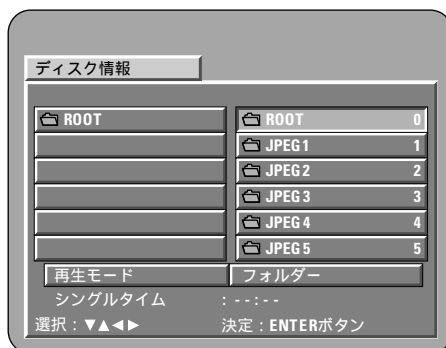 ディスク情報
ROOT ROOT 0
JPEG1 1
JPEG2 2
JPEG3 3
JPEG4 4
JPEG5 5
再生モード フォルダー
シングルタイム :--:--
選択:▼▲◀▶ 決定:ENTERボタン